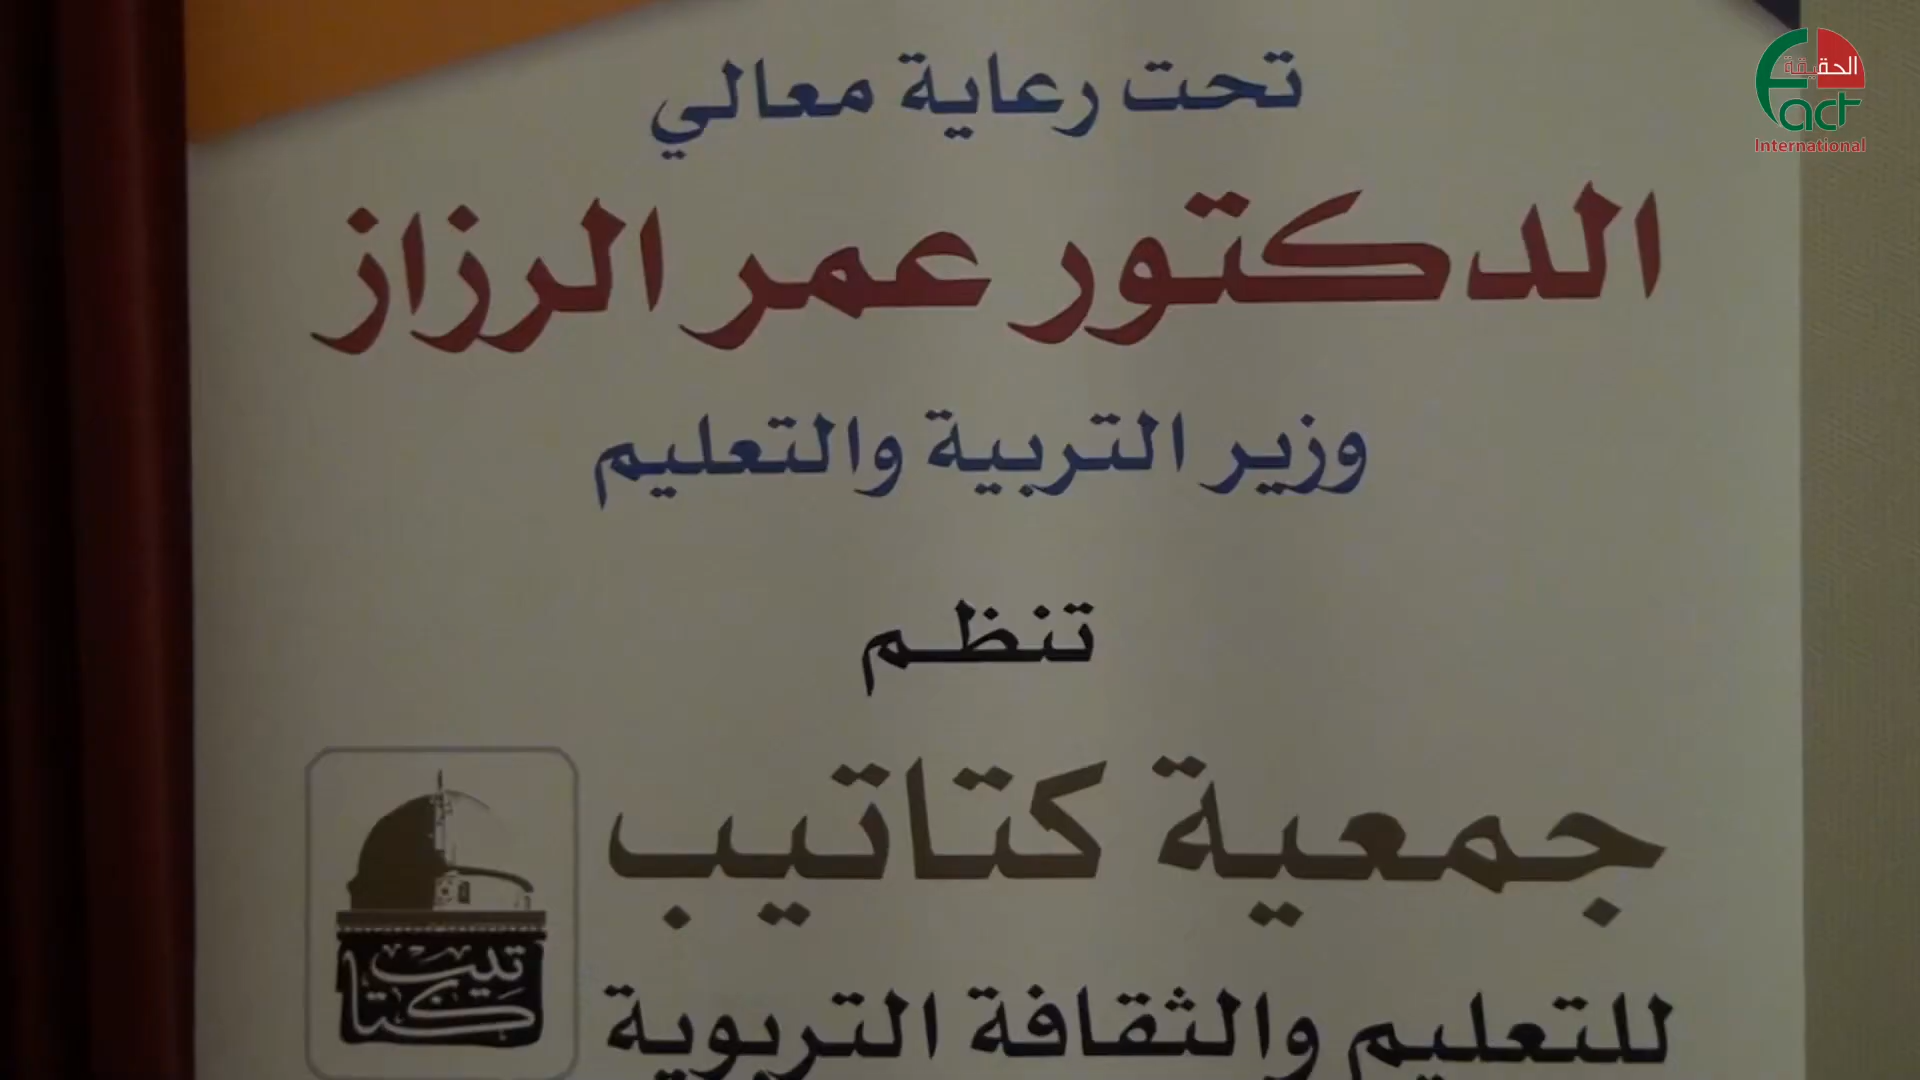 تحت رعاية معالي
الدكتور عمر الرزاز
وزير التربية والتعليم
تنظم
جمعية كتاتيب
للتعليم والثقافة التربوية
كتاتيب
الحقيقة
Fact
International